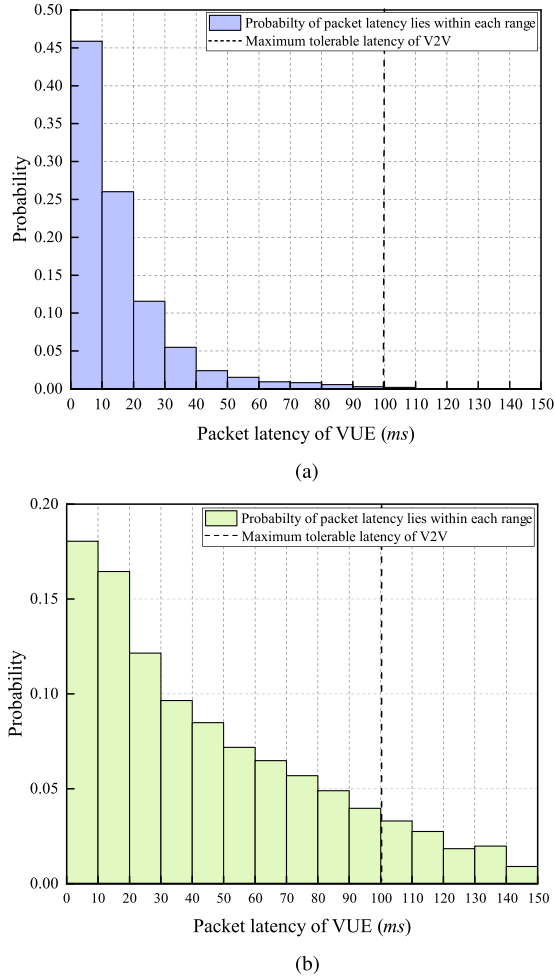 0.50
0.45
0.40
0.35
0.30
0.25
0.20
0.15
0.10
0.05
0.00
Probability
Probabilty of packet latency lies within each range
Maximum tolerable latency of V2V
0 10 20 30 40 50 60 70 80 90 100 110 120 130 140 150
Packet latency of VUE (ms)
(a)
0.20
0.15
0.10
0.05
0.00
Probability
Probabilty of packet latency lies within each range
Maximum tolerable latency of V2V
0 10 20 30 40 50 60 70 80 90 100 110 120 130 140 150
Packet latency of VUE (ms)
(b)